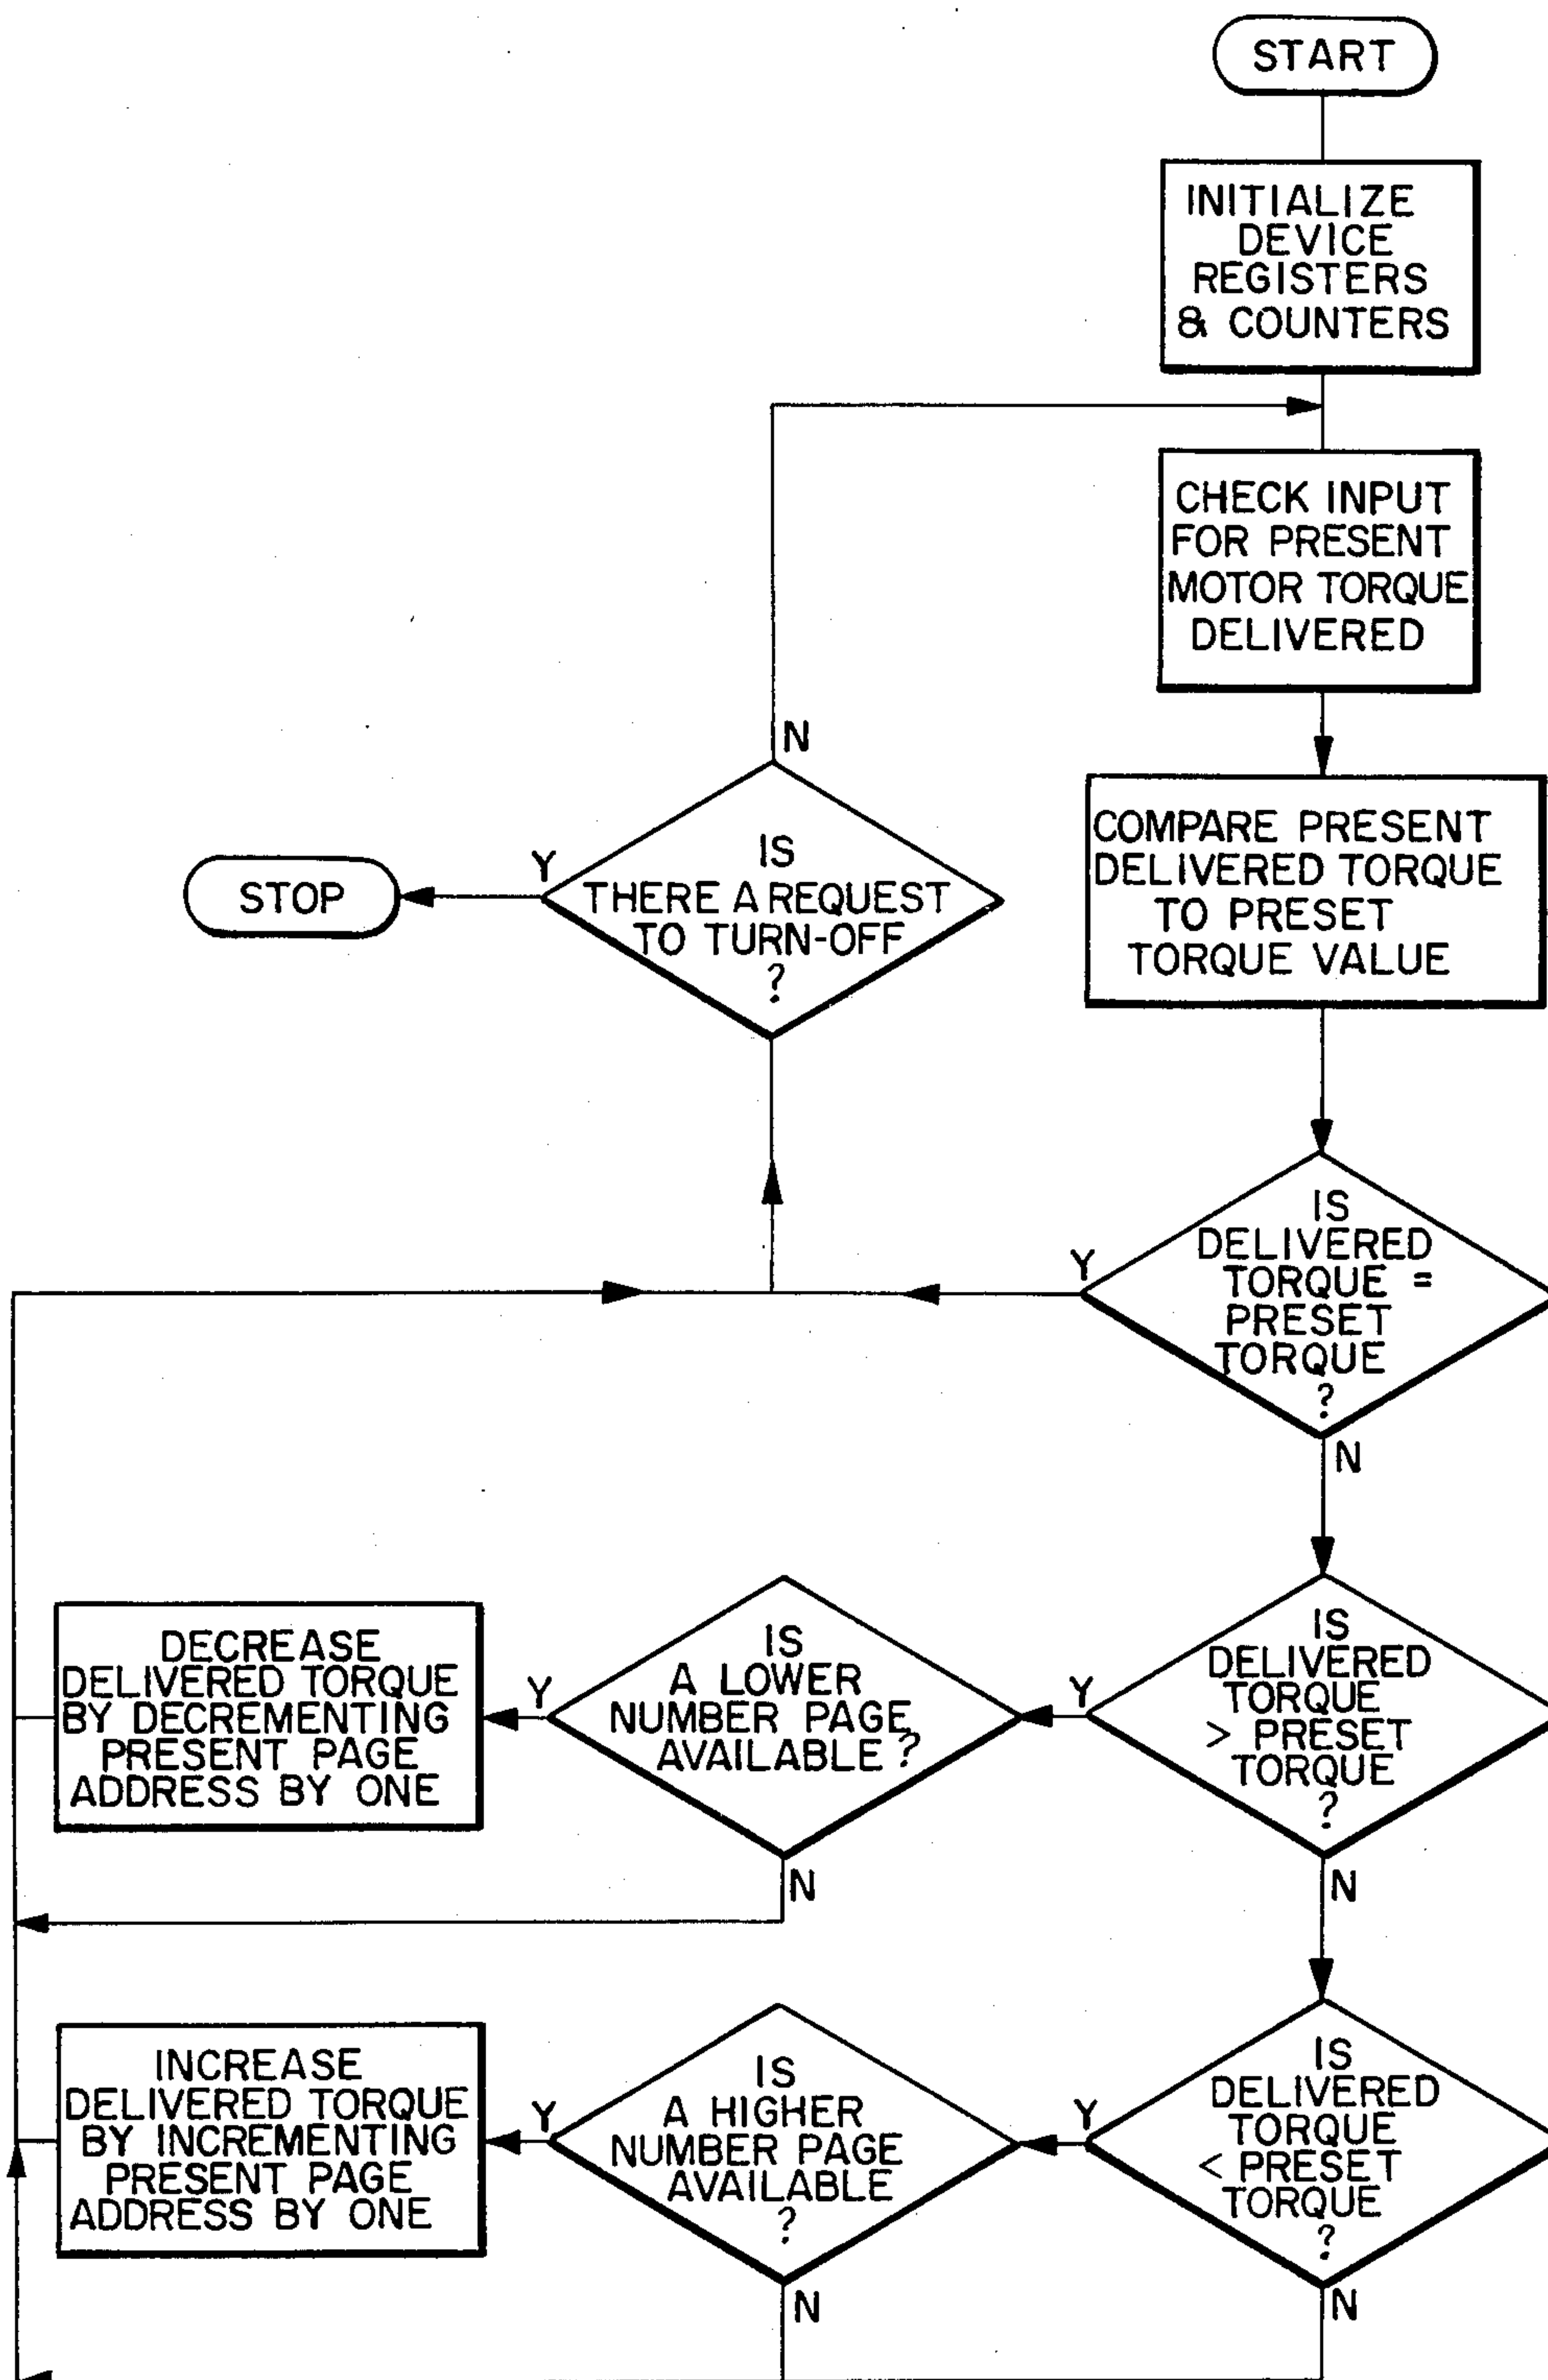 START
INITIALIZE
DEVICE
REGISTERS
& COUNTERS
CHECK INPUT
FOR PRESENT
MOTOR TORQUE
DELIVERED
N
COMPARE PRESENT
DELIVERED TORQUE
TO PRESET
TORQUE VALUE
Y
IS
THERE A REQUEST
TO TURN-OFF
?
STOP
IS
DELIVERED
TORQUE =
PRESET
TORQUE
?
Y
N
IS
DELIVERED
TORQUE
> PRESET
TORQUE
?
Y
N
IS
A LOWER
NUMBER PAGE
AVAILABLE?
Y
N
DECREASE
DELIVERED TORQUE
BY DECREMENTING
PRESENT PAGE
ADDRESS BY ONE
IS
DELIVERED
TORQUE
< PRESET
TORQUE
?
Y
N
IS
A HIGHER
NUMBER PAGE
AVAILABLE
?
Y
N
INCREASE
DELIVERED TORQUE
BY INCREMENTING
PRESENT PAGE
ADDRESS BY ONE